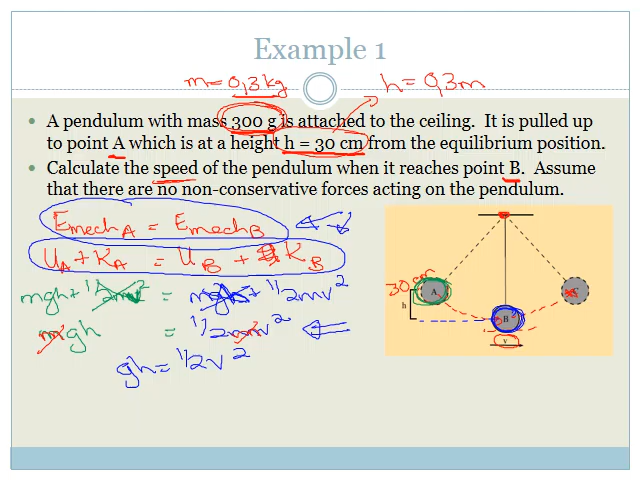 Example 1
m = 0,3 kg
h = 0,3m
• A pendulum with mass 300 g is attached to the ceiling. It is pulled up
to point A which is at a height h = 30 cm from the equilibrium position.
• Calculate the speed of the pendulum when it reaches point B. Assume
that there are no non-conservative forces acting on the pendulum.
EmechA = EmechB
UA + KA = UB + KB
mgh + 1/2mv² = mgh + 1/2mv²
mgh = 1/2mv²
gh = 1/2v²
30 cm
A
C
h
B
v